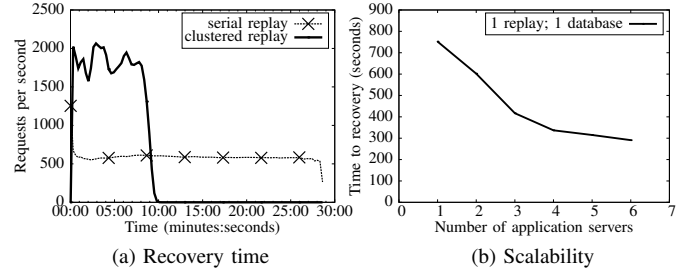 serial replay
clustered replay
Requests per second
2500
2000
1500
1000
500
0
00:00 05:00 10:00 15:00 20:00 25:00 30:00
Time (minutes:seconds)
(a) Recovery time
1 replay; 1 database
Time to recovery (seconds)
900
800
700
600
500
400
300
200
100
0
0 1 2 3 4 5 6 7
Number of application servers
(b) Scalability